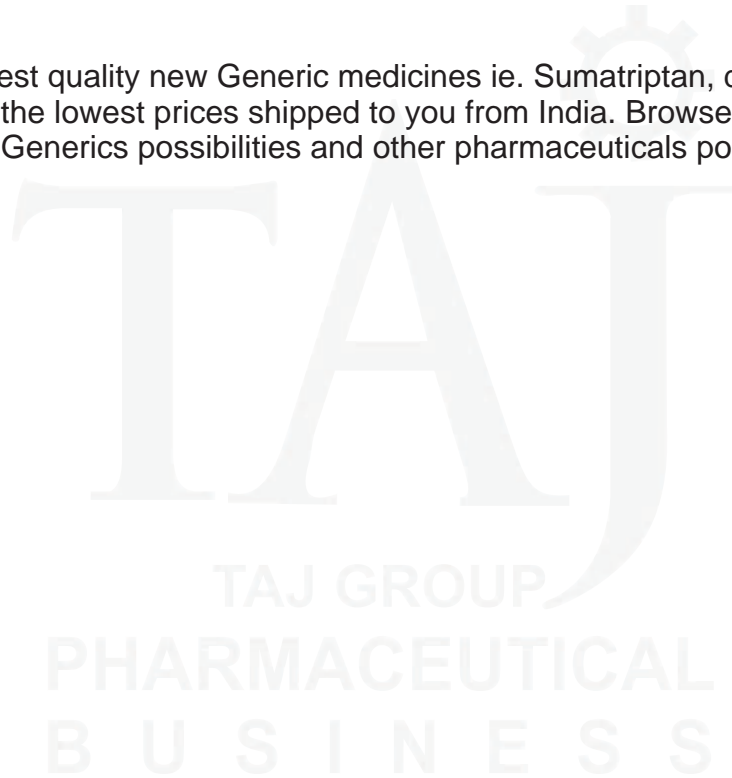 est quality new Generic medicines ie. Sumatriptan,
the lowest prices shipped to you from India. Browse
Generics possibilities and other pharmaceuticals po
TAJ
TAJ GROUP
PHARMACEUTICAL
BUSINESS